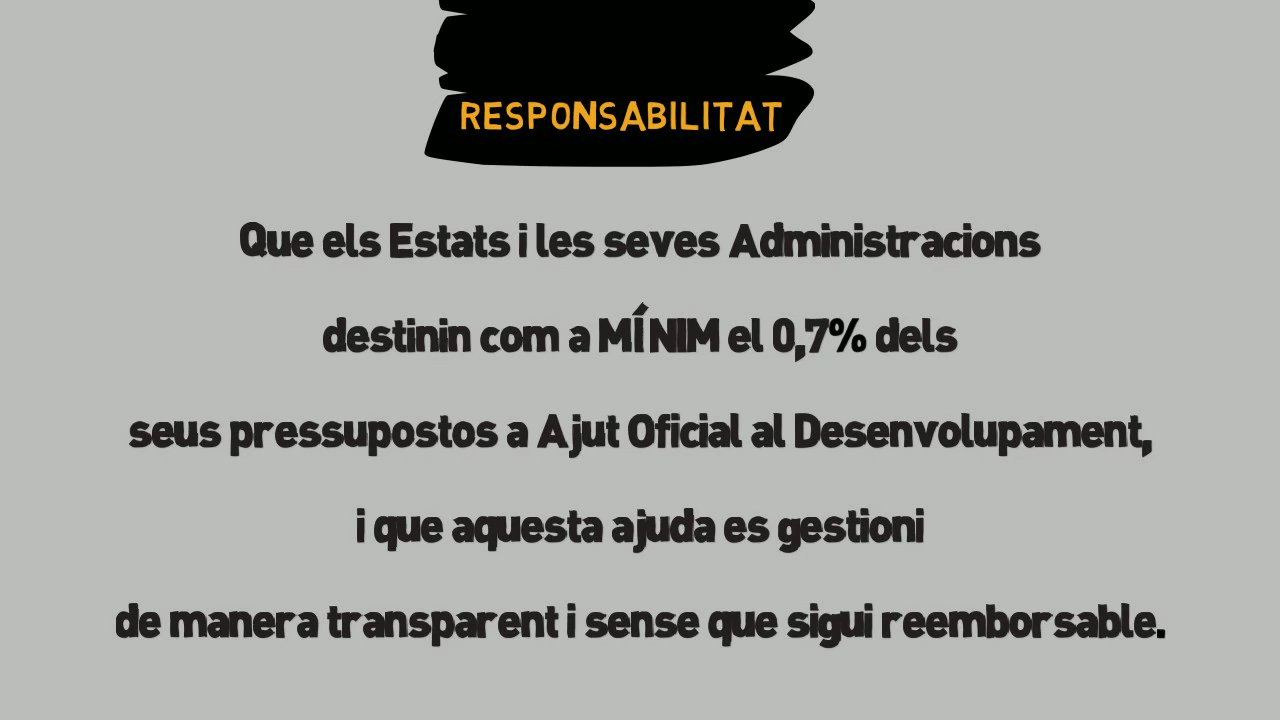 RESPONSABILITAT
Que els Estats i les seves Administracions
destinin com a MÍNIM el 0,7% dels
seus pressupostos a Ajut Oficial al Desenvolupament,
i que aquesta ajuda es gestioni
de manera transparent i sense que sigui reemborsable.